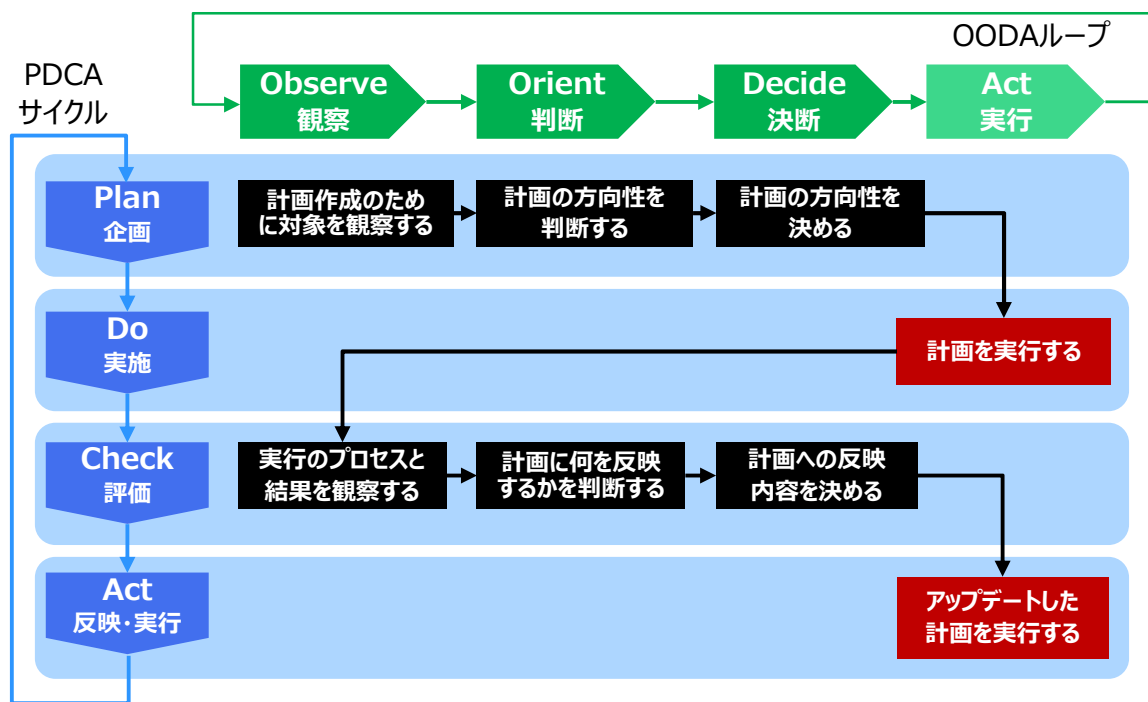 OODAループ
PDCA
サイクル
Observe
観察
Orient
判断
Decide
決断
Act
実行
Plan
企画
計画作成のため
に対象を観察する
計画の方向性を
判断する
計画の方向性を
決める
Do
実施
計画を実行する
Check
評価
実行のプロセスと
結果を観察する
計画に何を反映
するかを判断する
計画への反映
内容を決める
Act
反映・実行
アップデートした
計画を実行する